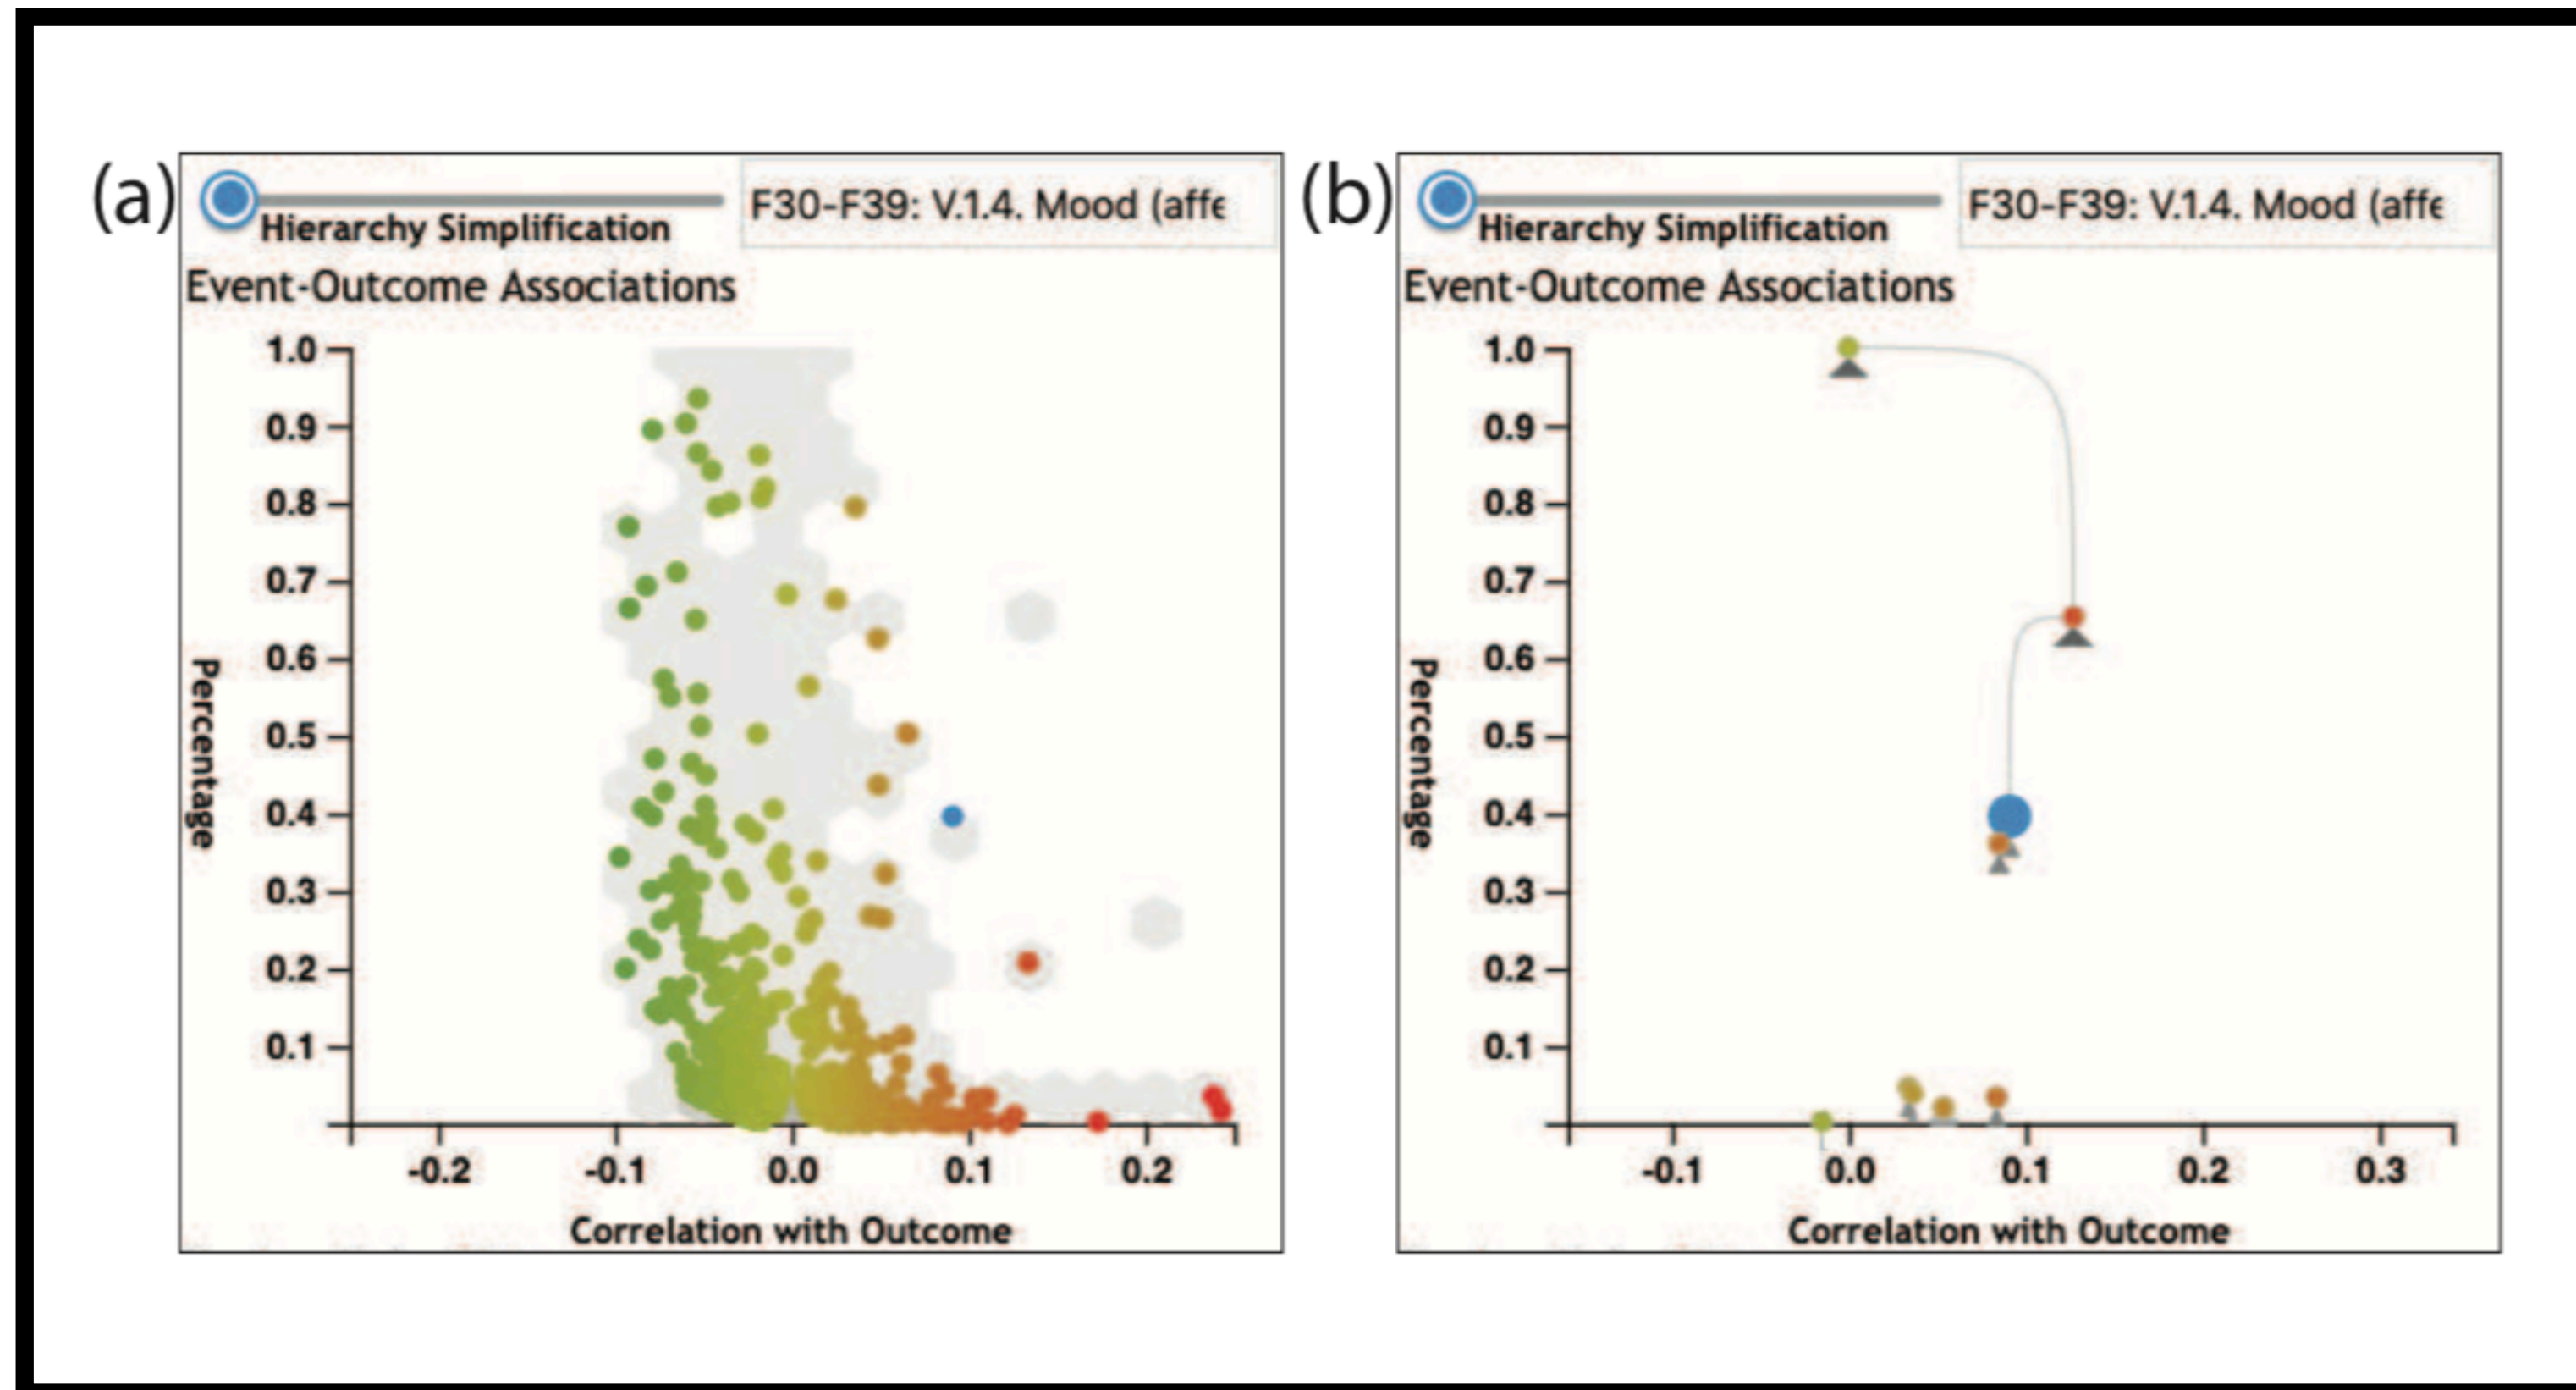 (a)
F30-F39: V.1.4. Mood (affe
Hierarchy Simplification
Event-Outcome Associations
1.0
0.9
0.8
0.7
0.6
0.5
0.4
0.3
0.2
0.1
Percentage
-0.2 -0.1 0.0 0.1 0.2
Correlation with Outcome
(b)
F30-F39: V.1.4. Mood (affe
Hierarchy Simplification
Event-Outcome Associations
1.0
0.9
0.8
0.7
0.6
0.5
0.4
0.3
0.2
0.1
Percentage
-0.1 0.0 0.1 0.2 0.3
Correlation with Outcome